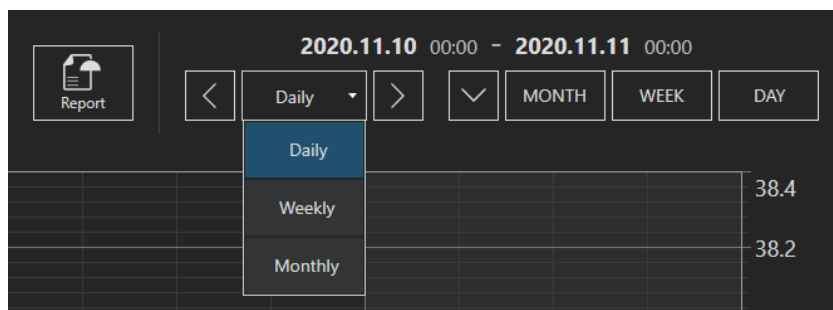 2020.11.10 00:00 - 2020.11.11 00:00
Report
Daily
MONTH
WEEK
DAY
Daily
Weekly
Monthly
38.4
38.2